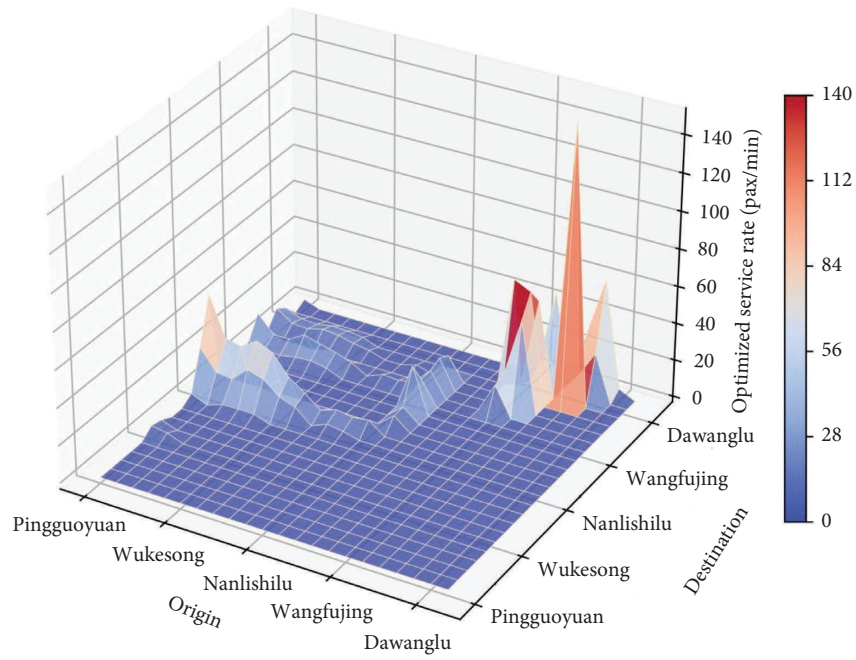 140
120
100
80
60
40
20
0
Optimized service rate (pax/min)
140
112
84
56
28
0
Pingguoyuan
Wukesong
Nanlishilu
Wangfujing
Dawanglu
Origin
Dawanglu
Wangfujing
Nanlishilu
Wukesong
Pingguoyuan
Destination